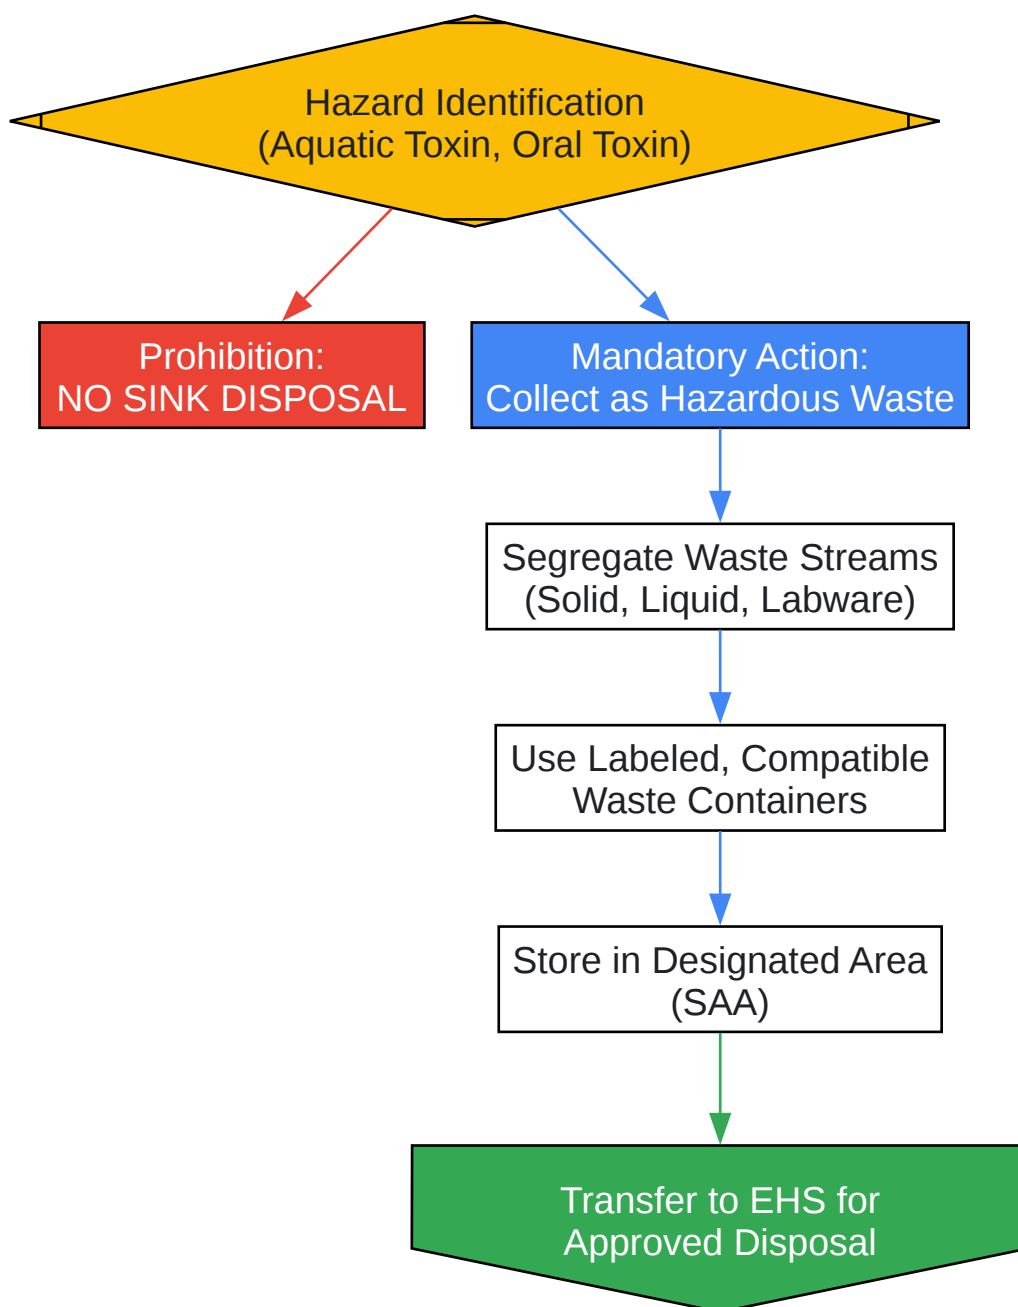 Hazard Identification
(Aquatic Toxin, Oral Toxin)
Prohibition:
NO SINK DISPOSAL
Mandatory Action:
Collect as Hazardous Waste
Segregate Waste Streams
(Solid, Liquid, Labware)
Use Labeled, Compatible
Waste Containers
Store in Designated Area
(SAA)
Transfer to EHS for
Approved Disposal